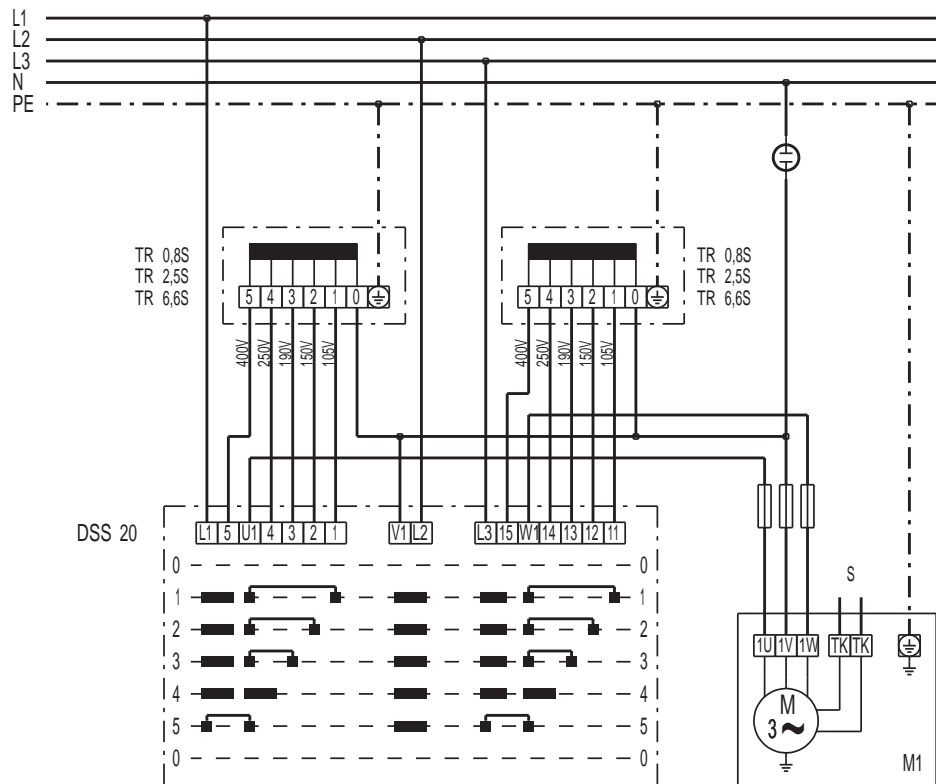 L1
L2
L3
N
PE
TR 0,8S
TR 2,5S
TR 6,6S
5 4 3 2 1 0
400V 250V 190V 150V 105V
5 4 3 2 1 0
400V 250V 190V 150V 105V
TR 0,8S
TR 2,5S
TR 6,6S
DSS 20
L1 5 U1 4 3 2 1
V1 L2
L3 15 W1 14 13 12 11
0 0
1 1
2 2
3 3
4 4
5 5
0 0
S
1U 1V 1W TK TK
M
3~
M1